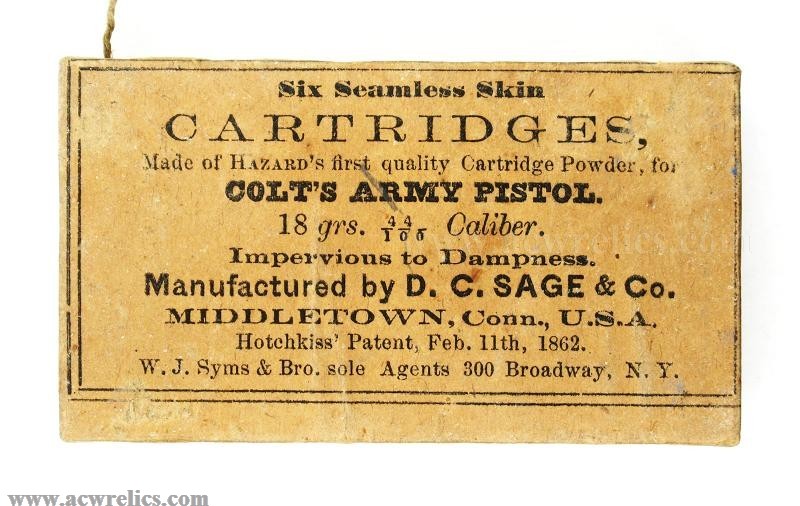 Six Seamless Skin
CARTRIDGES,
Made of HAZARD'S first quality Cartridge Powder, for
COLT'S ARMY PISTOL.
18 grs. 44/100 Caliber.
Impervious to Dampness.
Manufactured by D. C. SAGE & Co.
MIDDLETOWN, Conn., U.S.A.
Hotchkiss' Patent, Feb. 11th, 1862.
W. J. Syms & Bro. sole Agents 300 Broadway, N. Y.
www.acwrelics.com